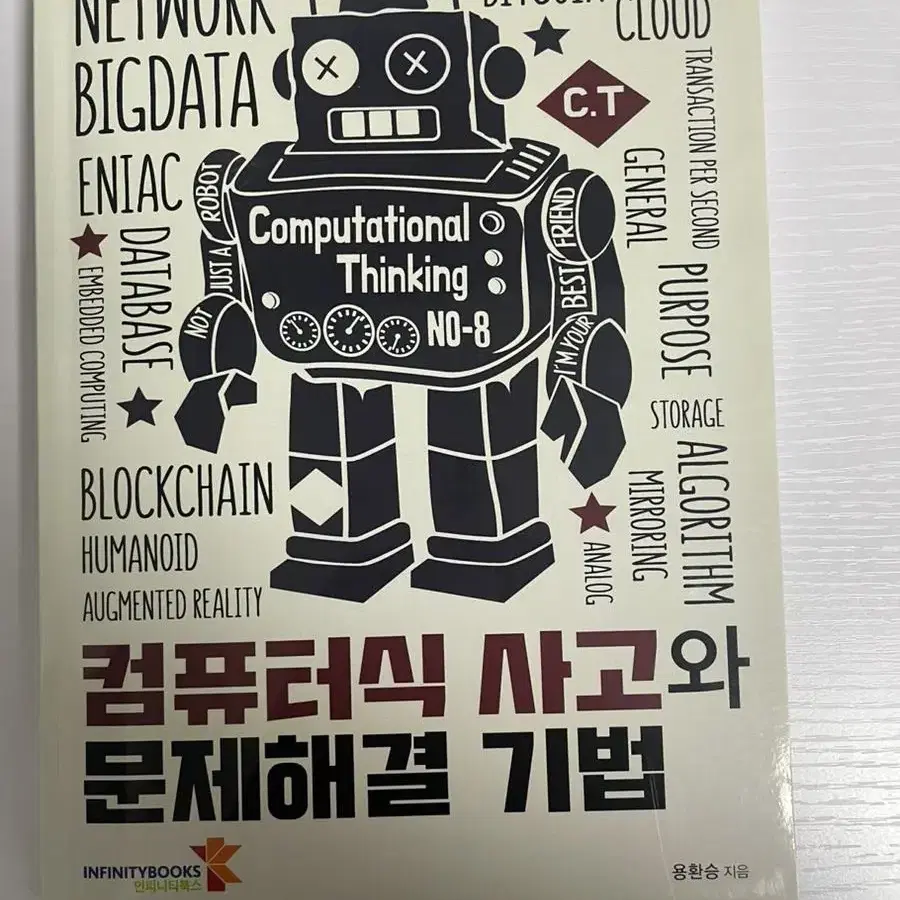 NETWORK
BITCOIN
CLOUD
BIGDATA
C.T
TRANSACTION PER SECOND
ENIAC
GENERAL
NOT JUST A ROBOT
I'M YOUR BEST FRIEND
Computational
Thinking
NO-8
DATABASE
EMBEDDED COMPUTING
PURPOSE
STORAGE
ALGORITHM
MIRRORING
ANALOG
BLOCKCHAIN
HUMANOID
AUGMENTED REALITY
컴퓨터식 사고와
문제해결 기법
INFINITYBOOKS
인피니티북스
용환승 지음